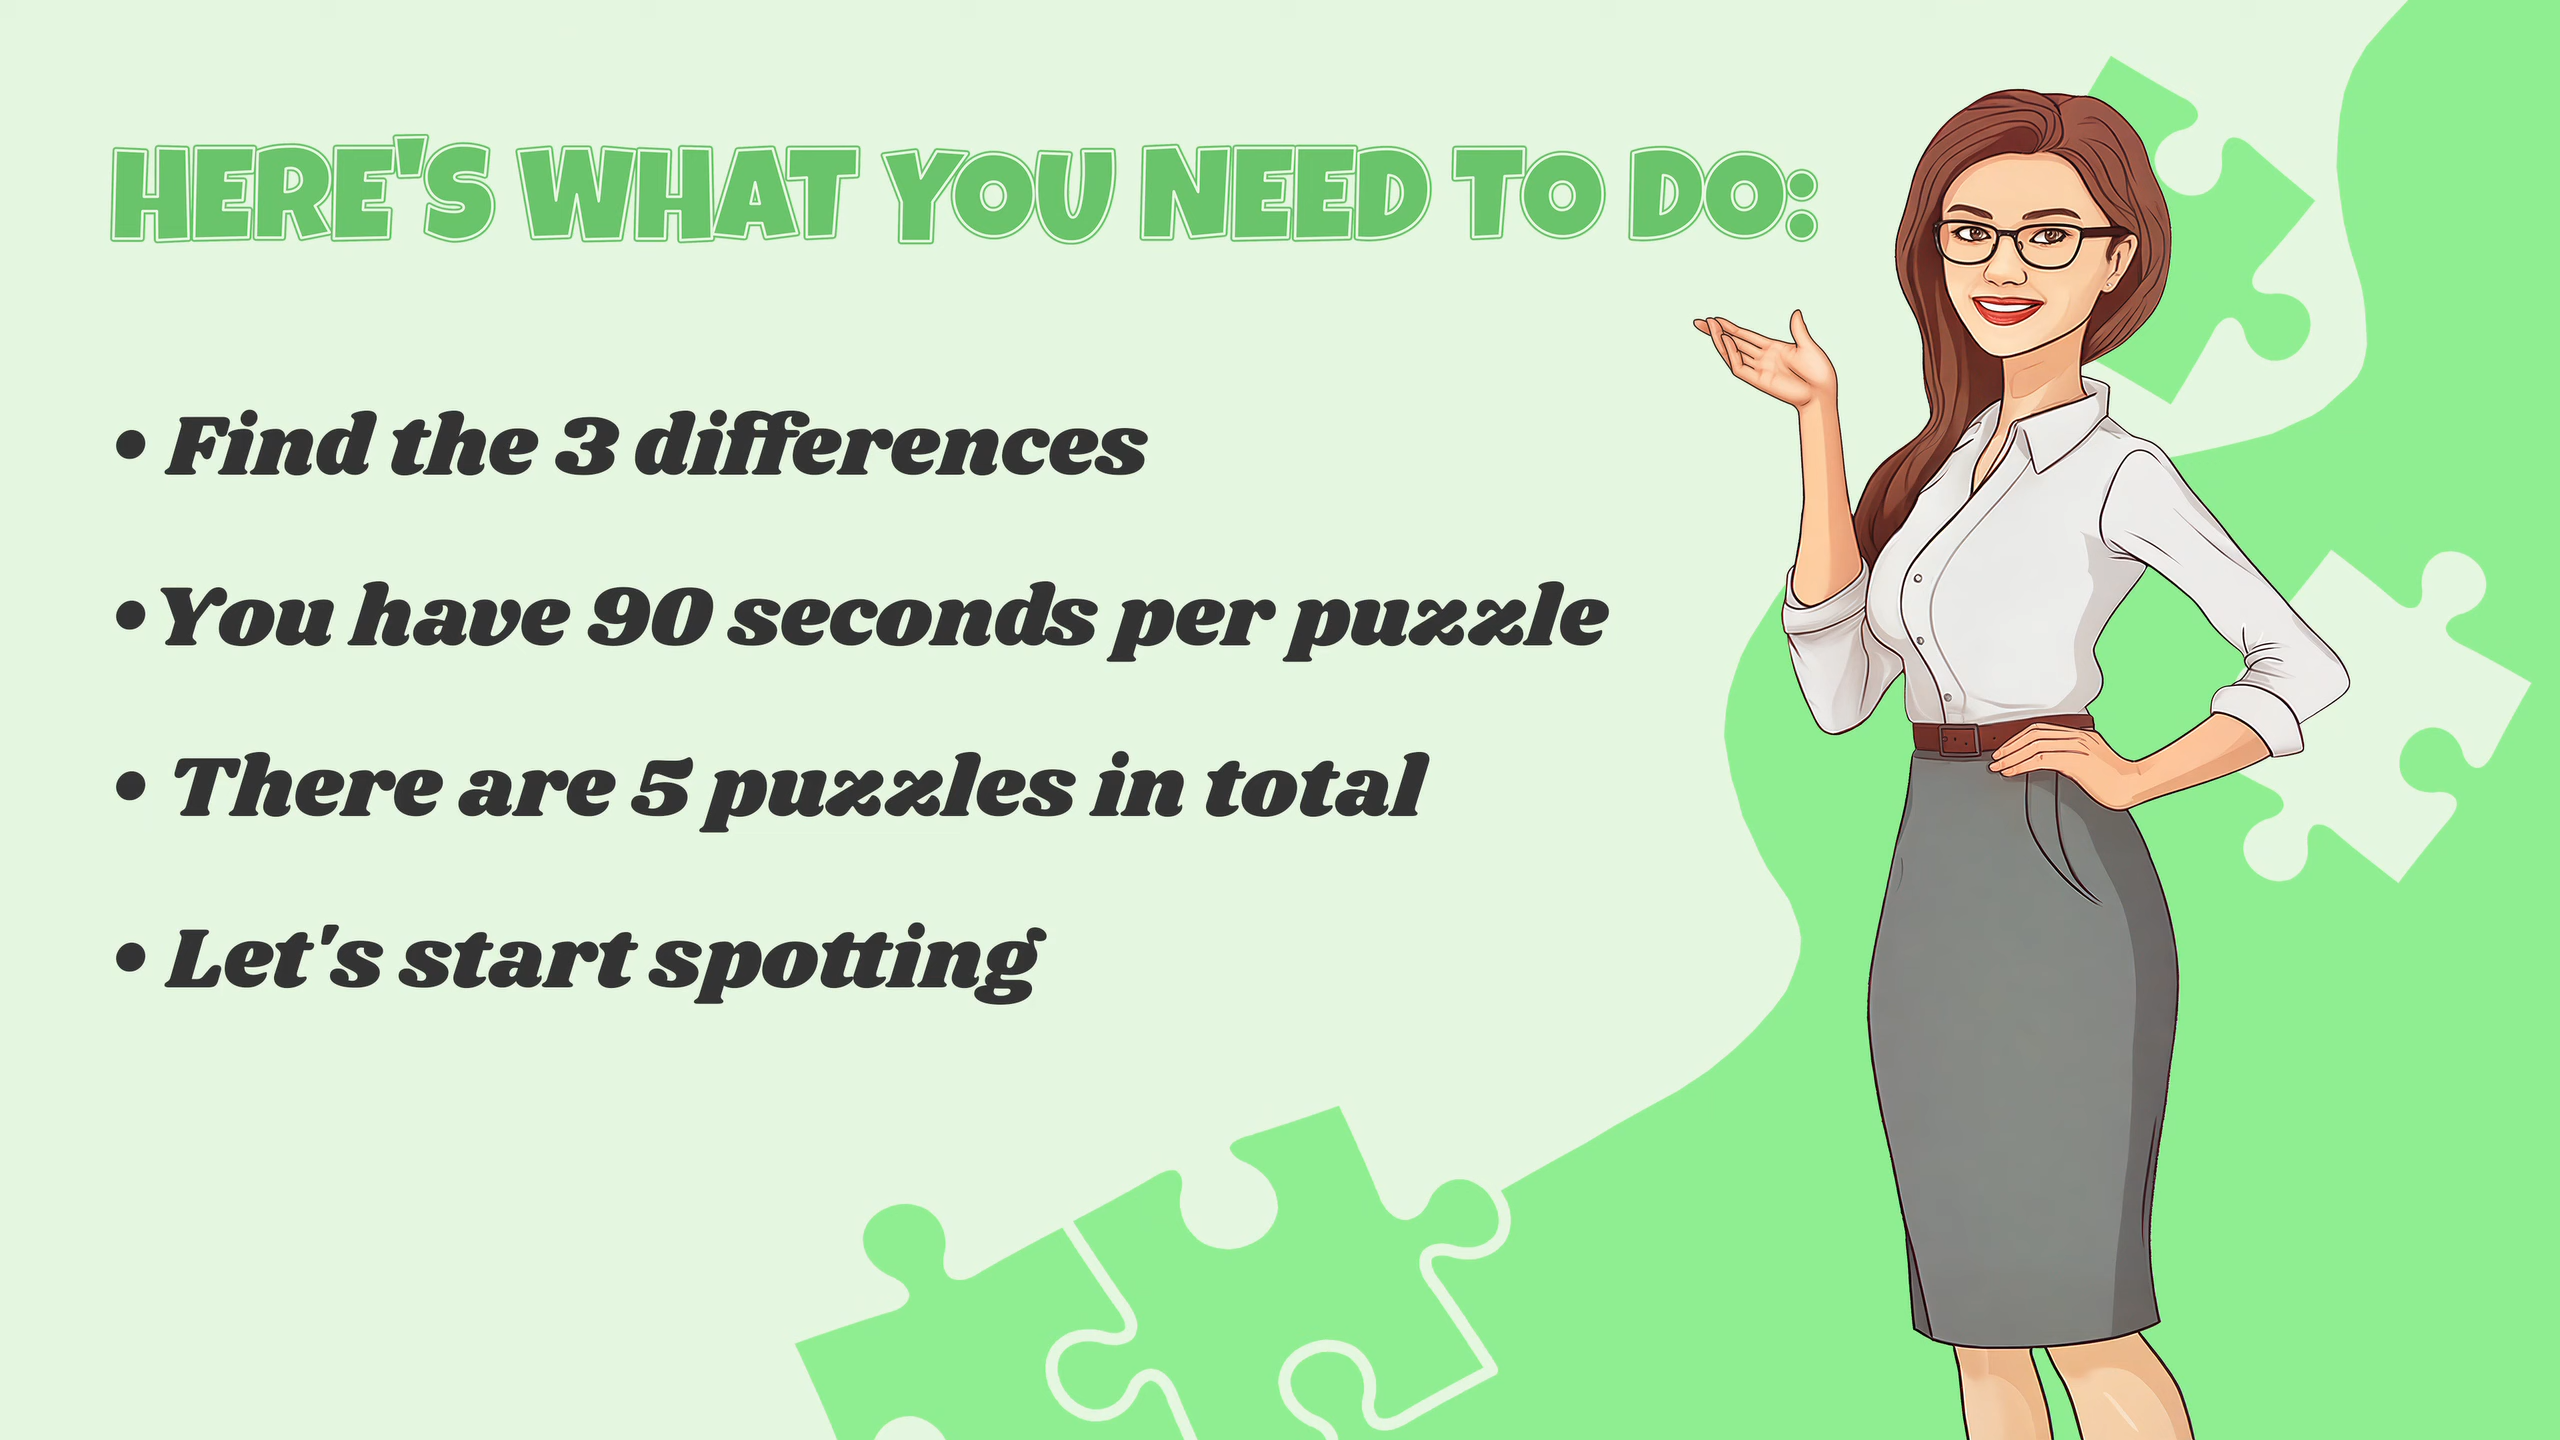 HERE'S WHAT YOU NEED TO DO:
• Find the 3 differences
• You have 90 seconds per puzzle
• There are 5 puzzles in total
• Let's start spotting